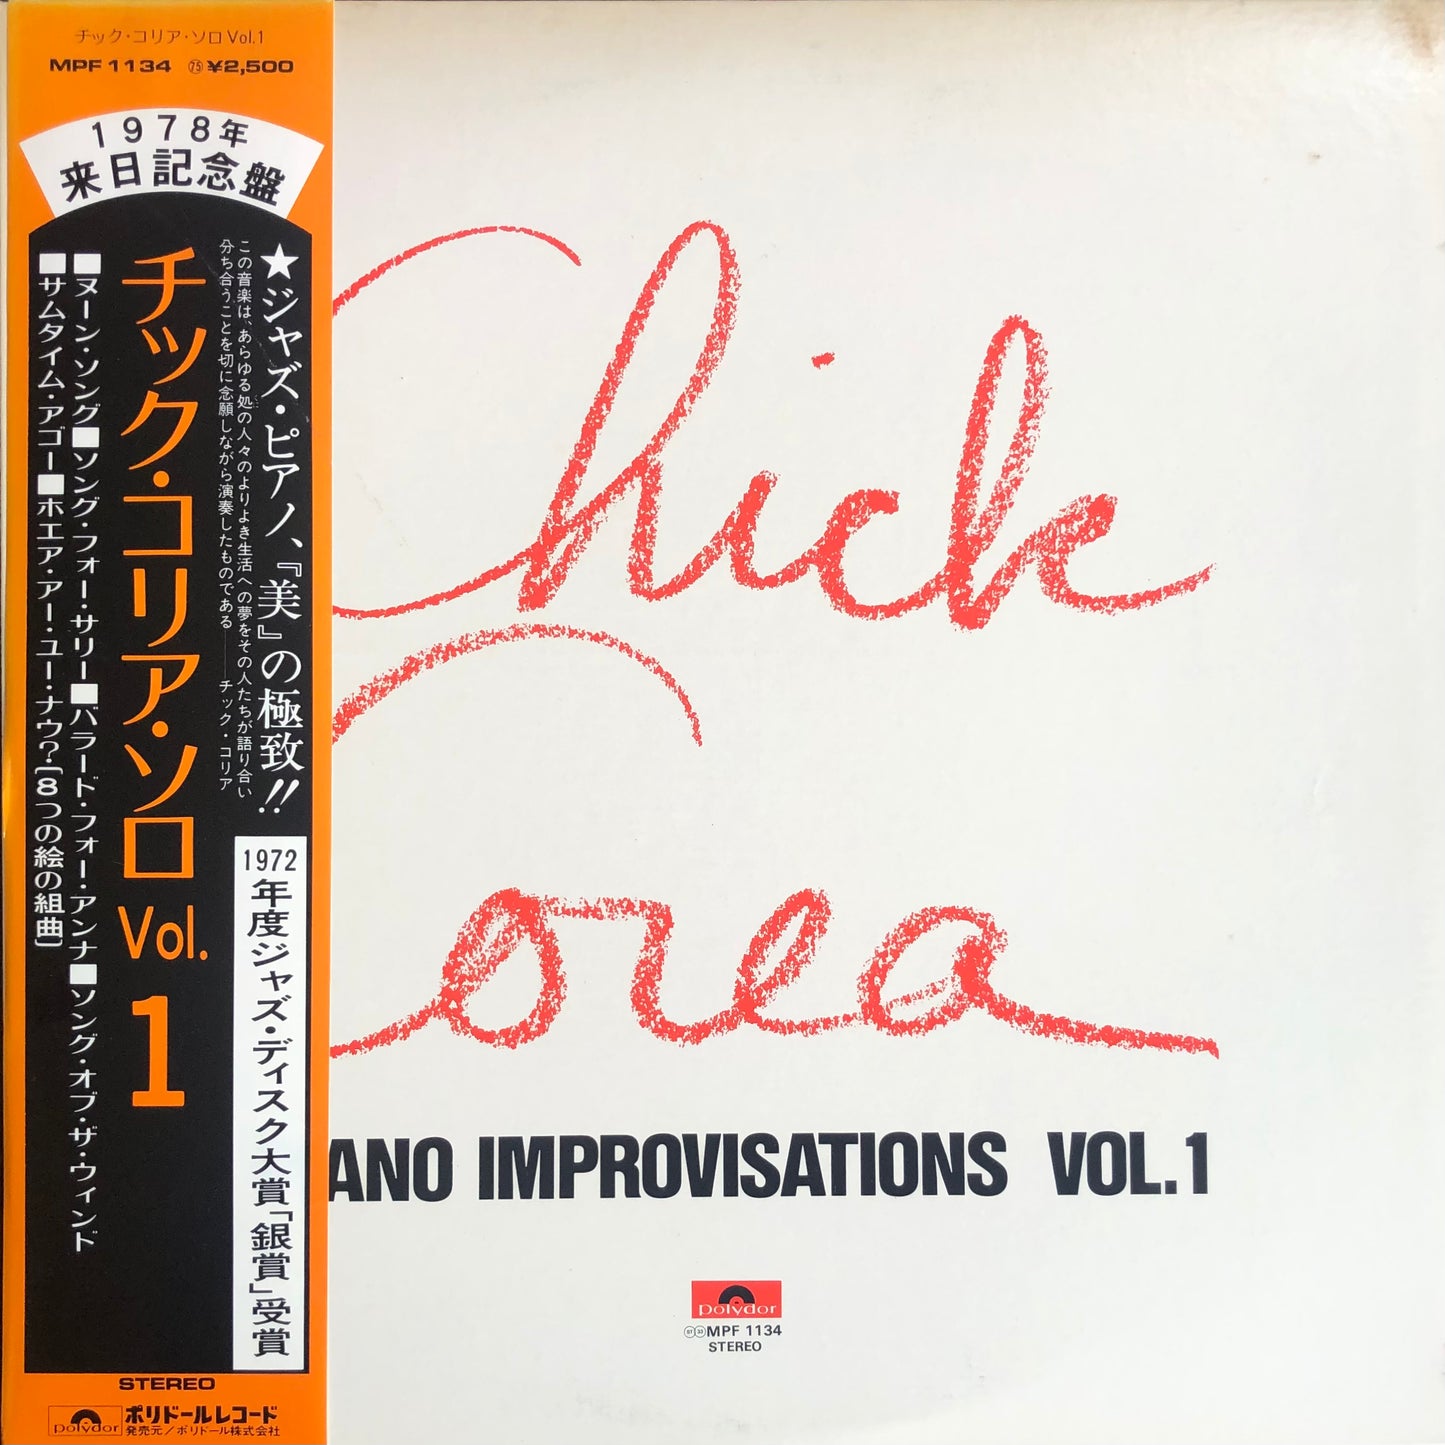 チック・コリア・ソロ Vol.1
MPF 1134 ㊆ ¥2,500
1978年
来日記念盤
★ジャズ・ピアノ、『美』の極致!!
この音楽は、あらゆる処の人々のよりよき生活への夢をその人たちが語り合い
分ち合うことを切に念願しながら演奏したものである——チック・コリア
1972年度ジャズ・ディスク大賞「銀賞」受賞
チック・コリア・ソロ Vol. 1
■ヌーン・ソング■ソング・フォー・サリー■バラード・フォー・アンナ■ソング・オブ・ザ・ウィンド
■サムタイム・アゴー■ホエア・アー・ユー・ナウ?・[8つの絵の組曲]
STEREO
polydor
ポリドールレコード
発売元/ポリドール株式会社
Chick
Corea
ANO IMPROVISATIONS VOL.1
polydor
ST 33 MPF 1134
STEREO